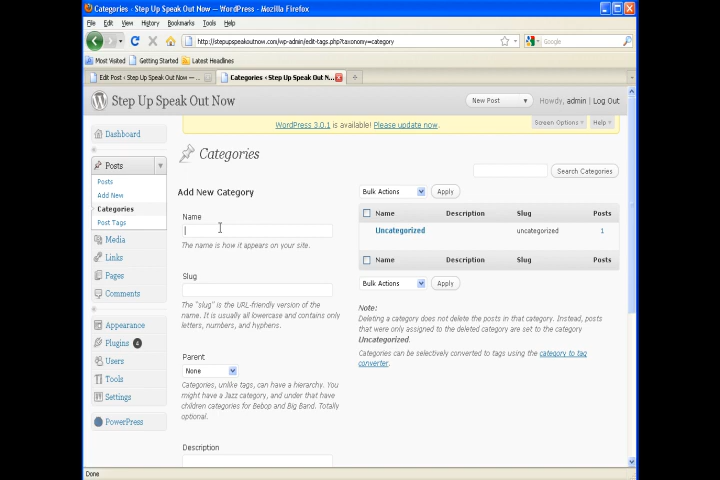 Categories ‹ Step Up Speak Out Now — WordPress - Mozilla Firefox
File Edit View History Bookmarks Tools Help
http://stepupspeakoutnow.com/wp-admin/edit-tags.php?taxonomy=category
Google
Most Visited Getting Started Latest Headlines
Edit Post ‹ Step Up Speak Out Now — ... Categories ‹ Step Up Speak Out N...
Step Up Speak Out Now New Post Howdy, admin | Log Out
WordPress 3.0.1 is available! Please update now. Screen Options Help
Dashboard
Categories
Posts
Search Categories
Posts
Add New
Categories
Post Tags
Media
Links
Pages
Comments
Appearance
Plugins 4
Users
Tools
Settings
PowerPress
Add New Category
Name
The name is how it appears on your site.
Slug
The "slug" is the URL-friendly version of the
name. It is usually all lowercase and contains only
letters, numbers, and hyphens.
Parent
None
Categories, unlike tags, can have a hierarchy. You
might have a Jazz category, and under that have
children categories for Bebop and Big Band. Totally
optional.
Description
Bulk Actions Apply
Name Description Slug Posts
Uncategorized uncategorized 1
Name Description Slug Posts
Bulk Actions Apply
Note:
Deleting a category does not delete the posts in that category. Instead, posts
that were only assigned to the deleted category are set to the category
Uncategorized.
Categories can be selectively converted to tags using the category to tag
converter.
Done